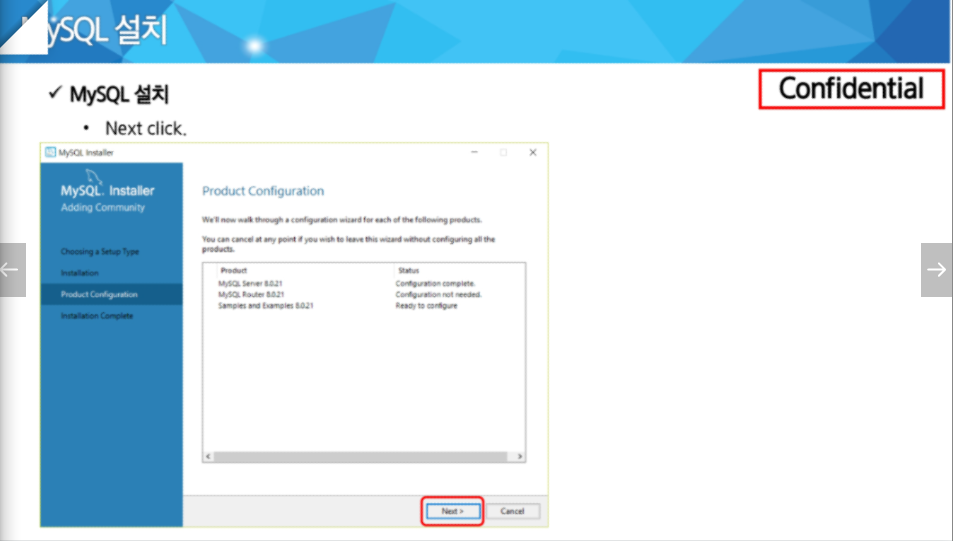 MySQL 설치
Confidential
✓ MySQL 설치
• Next click.
MySQL Installer
MySQL. Installer
Adding Community
Choosing a Setup Type
Installation
Product Configuration
Installation Complete
Product Configuration
We'll now walk through a configuration wizard for each of the following products.
You can cancel at any point if you wish to leave this wizard without configuring all the
products.
Product Status
MySQL Server 8.0.21 Configuration complete.
MySQL Router 8.0.21 Configuration not needed.
Samples and Examples 8.0.21 Ready to configure
Next > Cancel